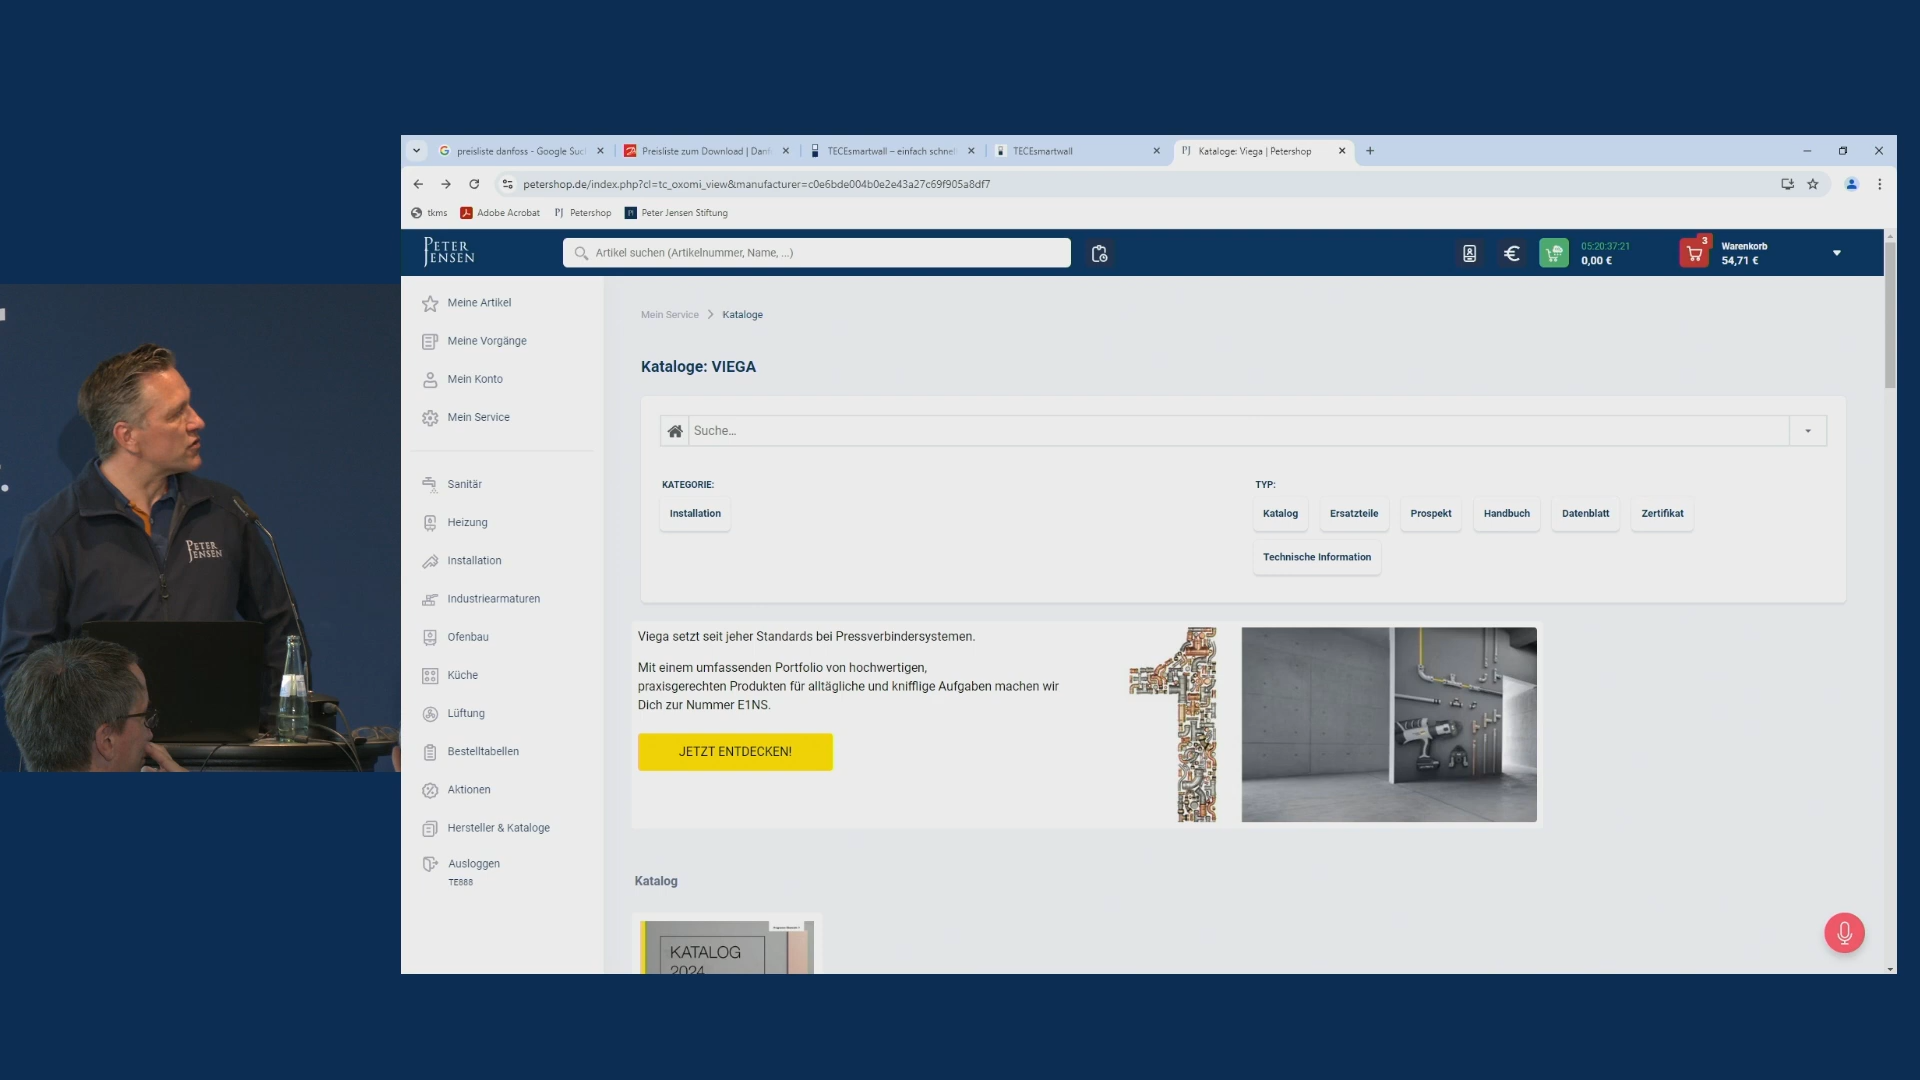 preisliste danfoss - Google Suc
Preisliste zum Download | Danf
TECEsmartwall – einfach schnel
TECEsmartwall
Kataloge: Viega | Petershop
petershop.de/index.php?cl=tc_oxomi_view&manufacturer=c0e6bde004b0e2e43a27c69f905a8df7
tkms
Adobe Acrobat
Petershop
Peter Jensen Stiftung
PETER
JENSEN
Artikel suchen (Artikelnummer, Name, ...)
05:20:37:21
0,00 €
3
Warenkorb
54,71 €
Meine Artikel
Meine Vorgänge
Mein Konto
Mein Service
Sanitär
Heizung
Installation
Industriearmaturen
Ofenbau
Küche
Lüftung
Bestelltabellen
Aktionen
Hersteller & Kataloge
Ausloggen
TE888
Mein Service > Kataloge
Kataloge: VIEGA
Suche...
KATEGORIE:
Installation
TYP:
Katalog
Ersatzteile
Prospekt
Handbuch
Datenblatt
Zertifikat
Technische Information
Viega setzt seit jeher Standards bei Pressverbindersystemen.
Mit einem umfassenden Portfolio von hochwertigen,
praxisgerechten Produkten für alltägliche und knifflige Aufgaben machen wir
Dich zur Nummer E1NS.
JETZT ENTDECKEN!
Katalog
KATALOG
2024
PETER
JENSEN